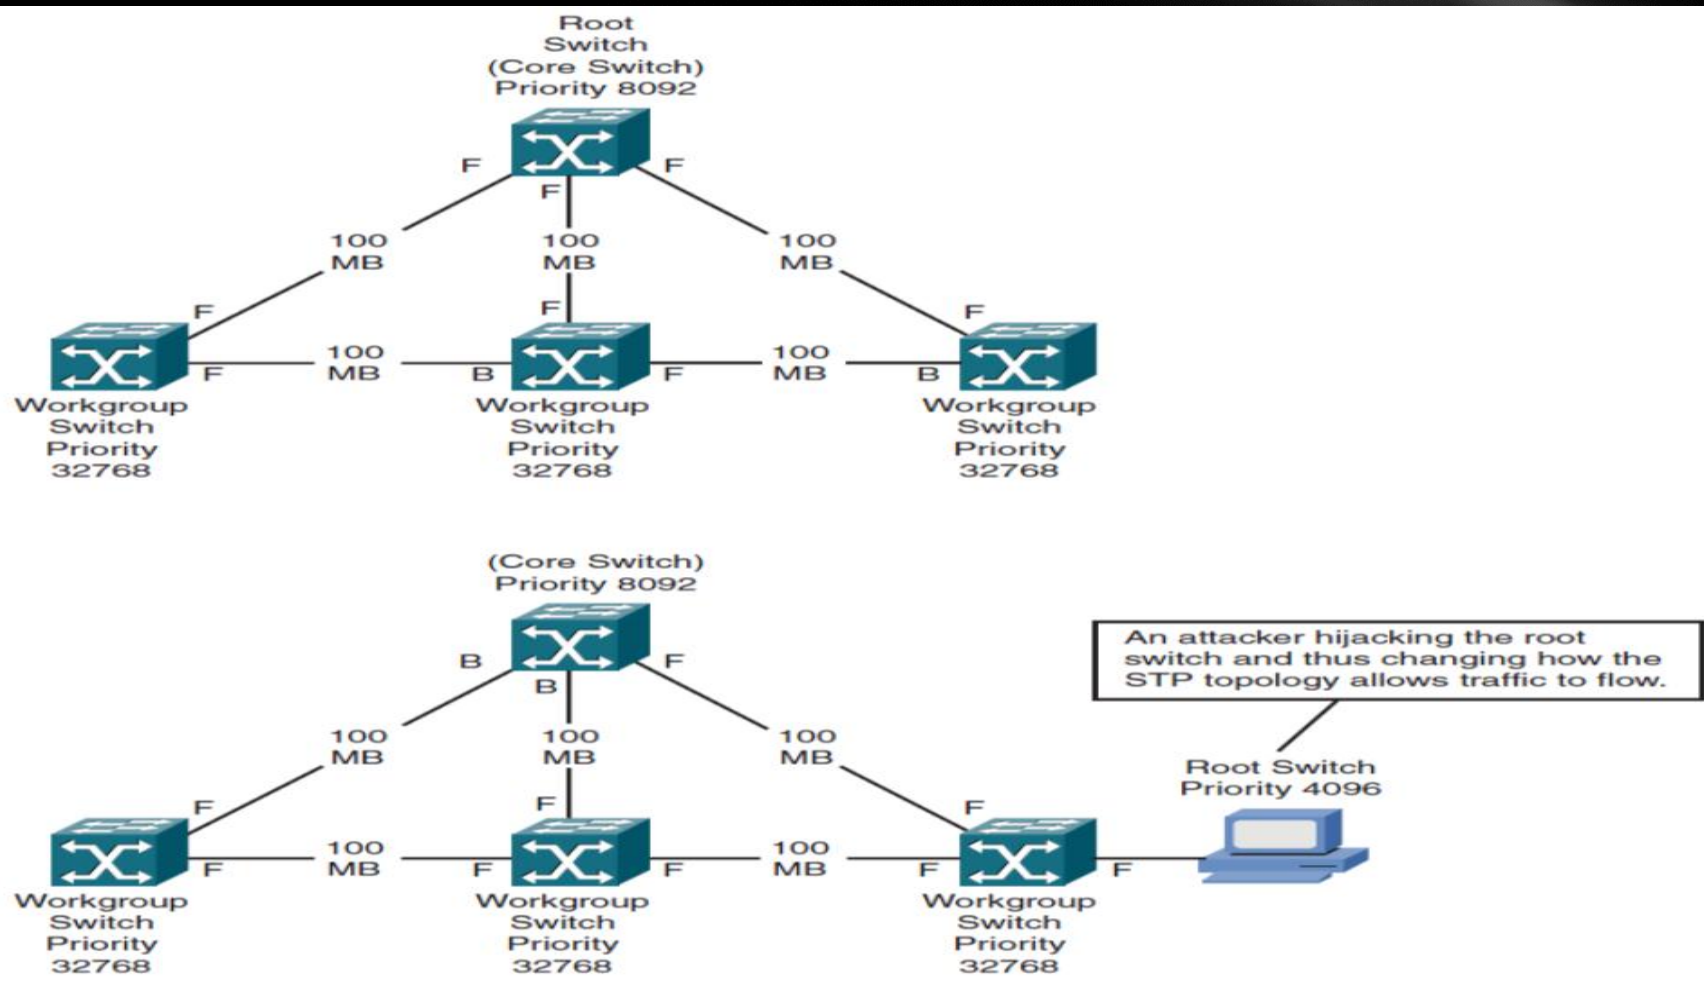 Root
Switch
(Core Switch)
Priority 8092
F
F
F
100
MB
100
MB
100
MB
F
F
F
F
100
MB
B
F
100
MB
B
Workgroup
Switch
Priority
32768
Workgroup
Switch
Priority
32768
Workgroup
Switch
Priority
32768
(Core Switch)
Priority 8092
An attacker hijacking the root
switch and thus changing how the
STP topology allows traffic to flow.
B
F
B
100
MB
100
MB
100
MB
Root Switch
Priority 4096
F
F
F
F
100
MB
F
F
100
MB
F
F
Workgroup
Switch
Priority
32768
Workgroup
Switch
Priority
32768
Workgroup
Switch
Priority
32768